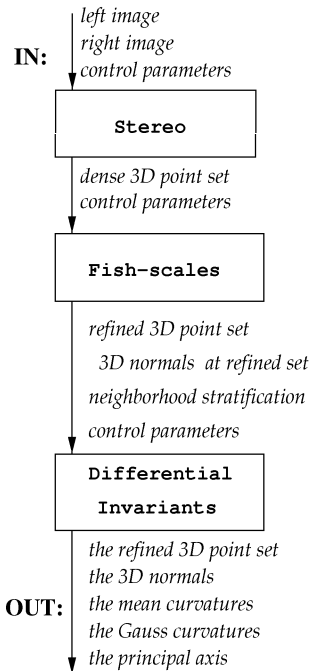 left image
right image
IN:
control parameters
Stereo
dense 3D point set
control parameters
Fish-scales
refined 3D point set
3D normals at refined set
neighborhood stratification
control parameters
Differential
Invariants
the refined 3D point set
the 3D normals
OUT:
the mean curvatures
the Gauss curvatures
the principal axis